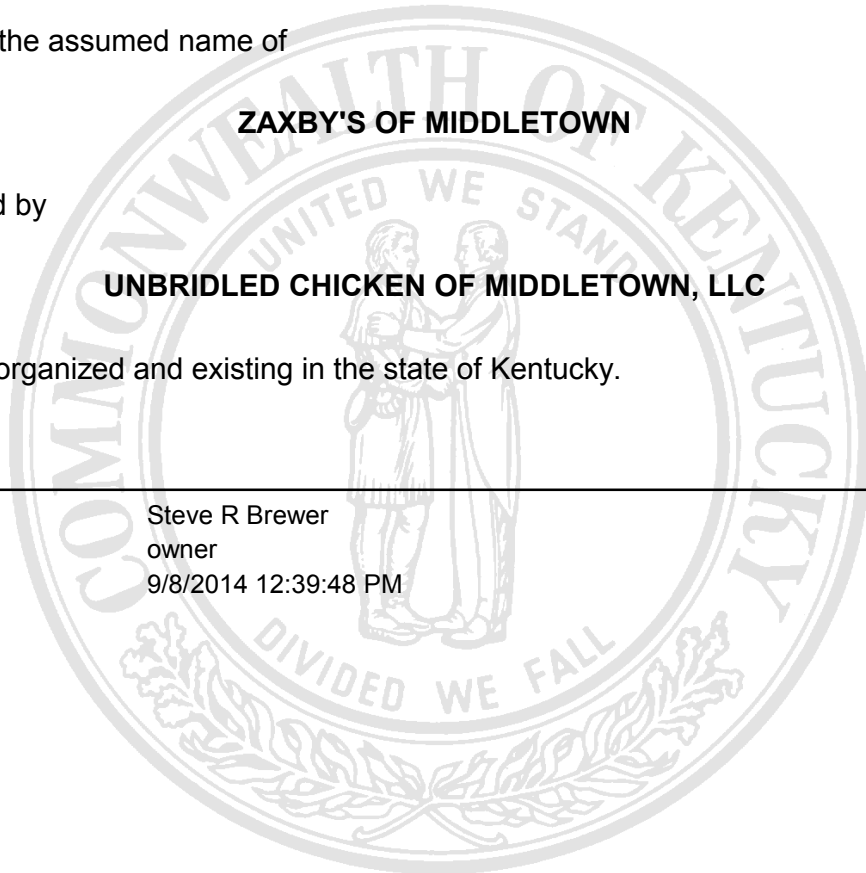 the assumed name of
ZAXBY'S OF MIDDLETOWN
d by
UNBRIDLED CHICKEN OF MIDDLETOWN, LLC
organized and existing in the state of Kentucky.
Steve R Brewer
owner
9/8/2014 12:39:48 PM
COMMONWEALTH OF KENTUCKY
UNITED WE STAND
DIVIDED WE FALL